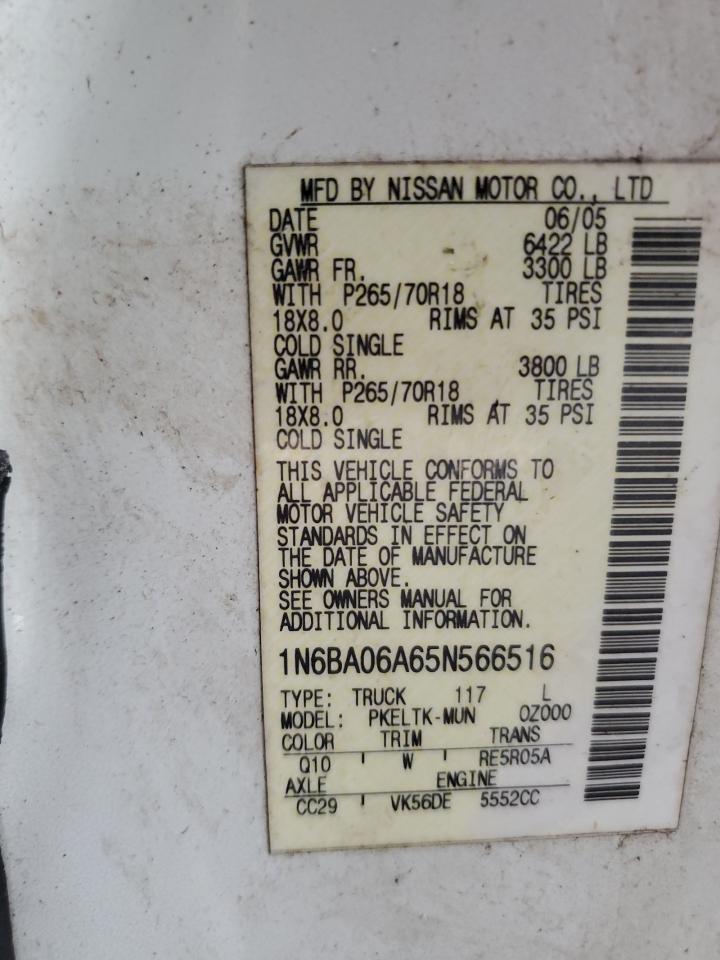 MFD BY NISSAN MOTOR CO., LTD
DATE 06/05
GVWR 6422 LB
GAWR FR. 3300 LB
WITH P265/70R18 TIRES
18X8.0 RIMS AT 35 PSI
COLD SINGLE
GAWR RR. 3800 LB
WITH P265/70R18 TIRES
18X8.0 RIMS AT 35 PSI
COLD SINGLE
THIS VEHICLE CONFORMS TO
ALL APPLICABLE FEDERAL
MOTOR VEHICLE SAFETY
STANDARDS IN EFFECT ON
THE DATE OF MANUFACTURE
SHOWN ABOVE.
SEE OWNERS MANUAL FOR
ADDITIONAL INFORMATION.
1N6BA06A65N566516
TYPE: TRUCK 117 L
MODEL: PKELTK-MUN 0Z000
COLOR TRIM TRANS
Q10 W RE5R05A
AXLE ENGINE
CC29 VK56DE 5552CC